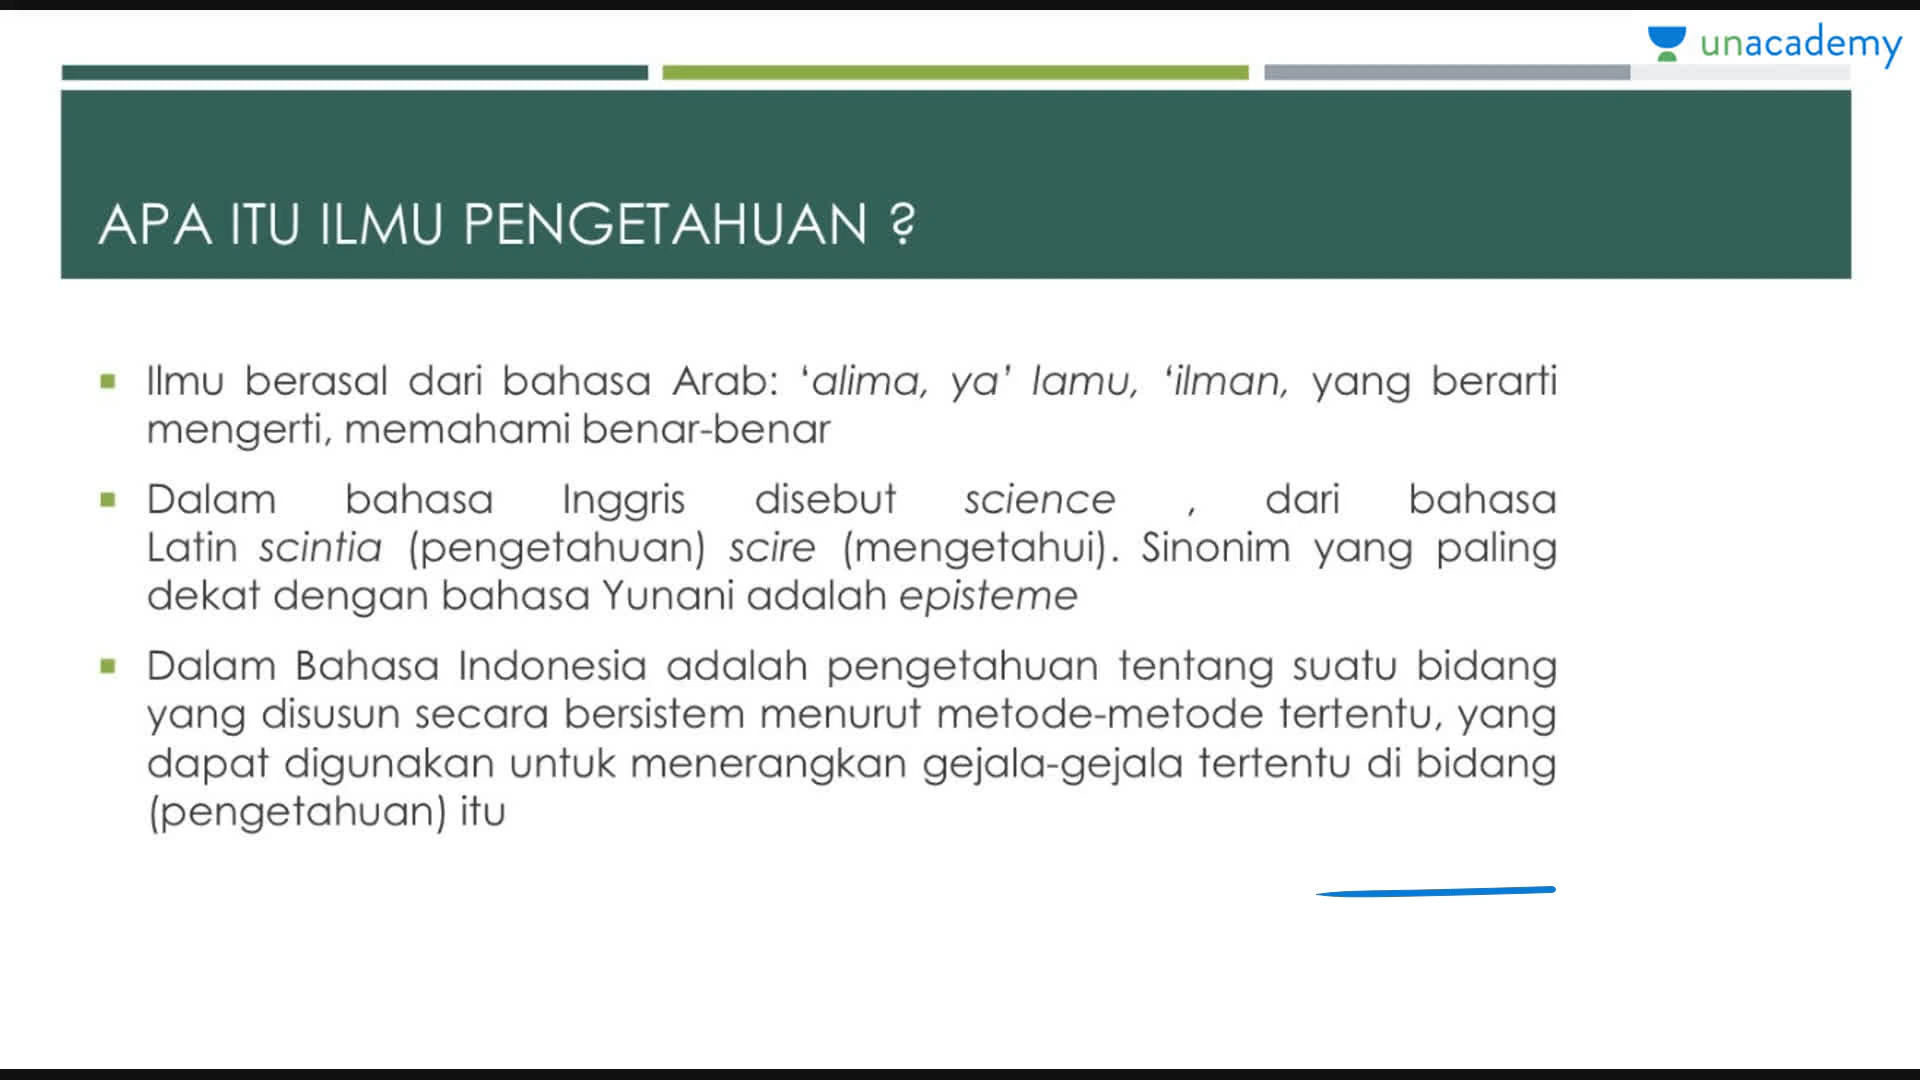 unacademy
APA ITU ILMU PENGETAHUAN ?
Ilmu berasal dari bahasa Arab: ‘alima, ya’ lamu, ‘ilman, yang berarti
mengerti, memahami benar-benar
Dalam bahasa Inggris disebut science , dari bahasa
Latin scintia (pengetahuan) scire (mengetahui). Sinonim yang paling
dekat dengan bahasa Yunani adalah episteme
Dalam Bahasa Indonesia adalah pengetahuan tentang suatu bidang
yang disusun secara bersistem menurut metode-metode tertentu, yang
dapat digunakan untuk menerangkan gejala-gejala tertentu di bidang
(pengetahuan) itu